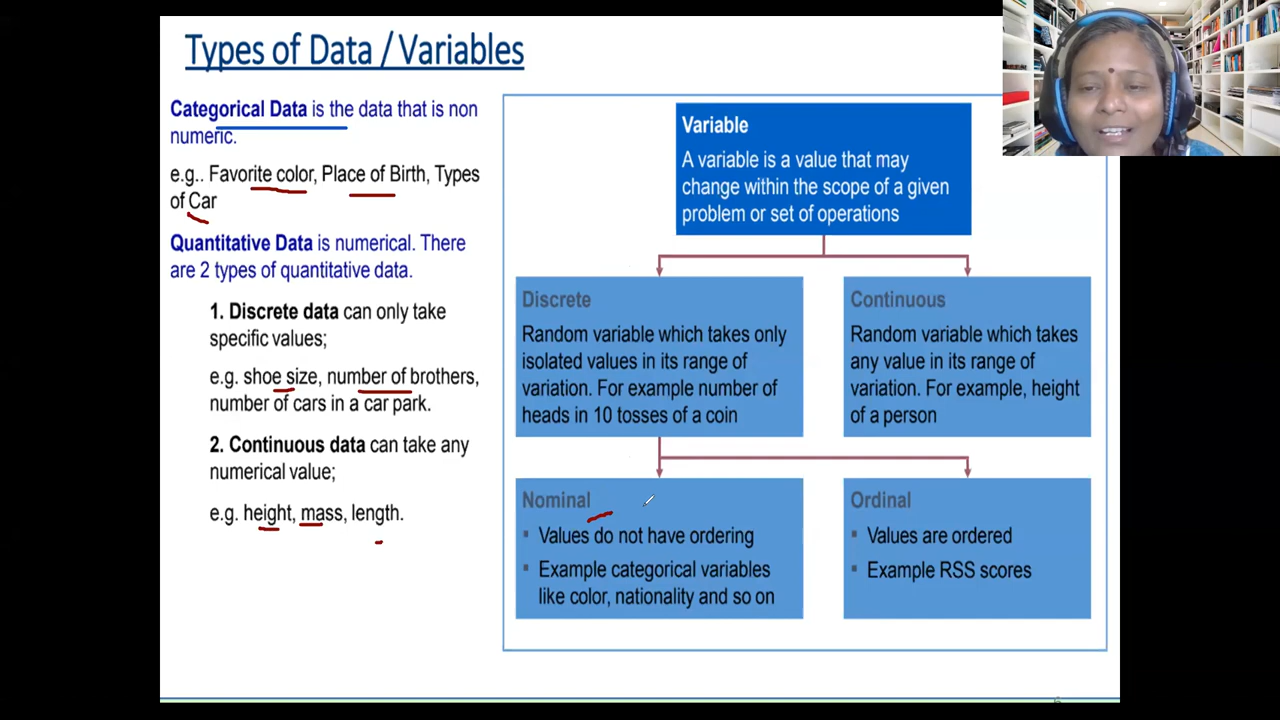 Types of Data / Variables
Categorical Data is the data that is non
numeric.
e.g.. Favorite color, Place of Birth, Types
of Car
Quantitative Data is numerical. There
are 2 types of quantitative data.
1. Discrete data can only take
specific values;
e.g. shoe size, number of brothers,
number of cars in a car park.
2. Continuous data can take any
numerical value;
e.g. height, mass, length.
Variable
A variable is a value that may
change within the scope of a given
problem or set of operations
Discrete
Random variable which takes only
isolated values in its range of
variation. For example number of
heads in 10 tosses of a coin
Continuous
Random variable which takes
any value in its range of
variation. For example, height
of a person
Nominal
▪ Values do not have ordering
▪ Example categorical variables
like color, nationality and so on
Ordinal
▪ Values are ordered
▪ Example RSS scores